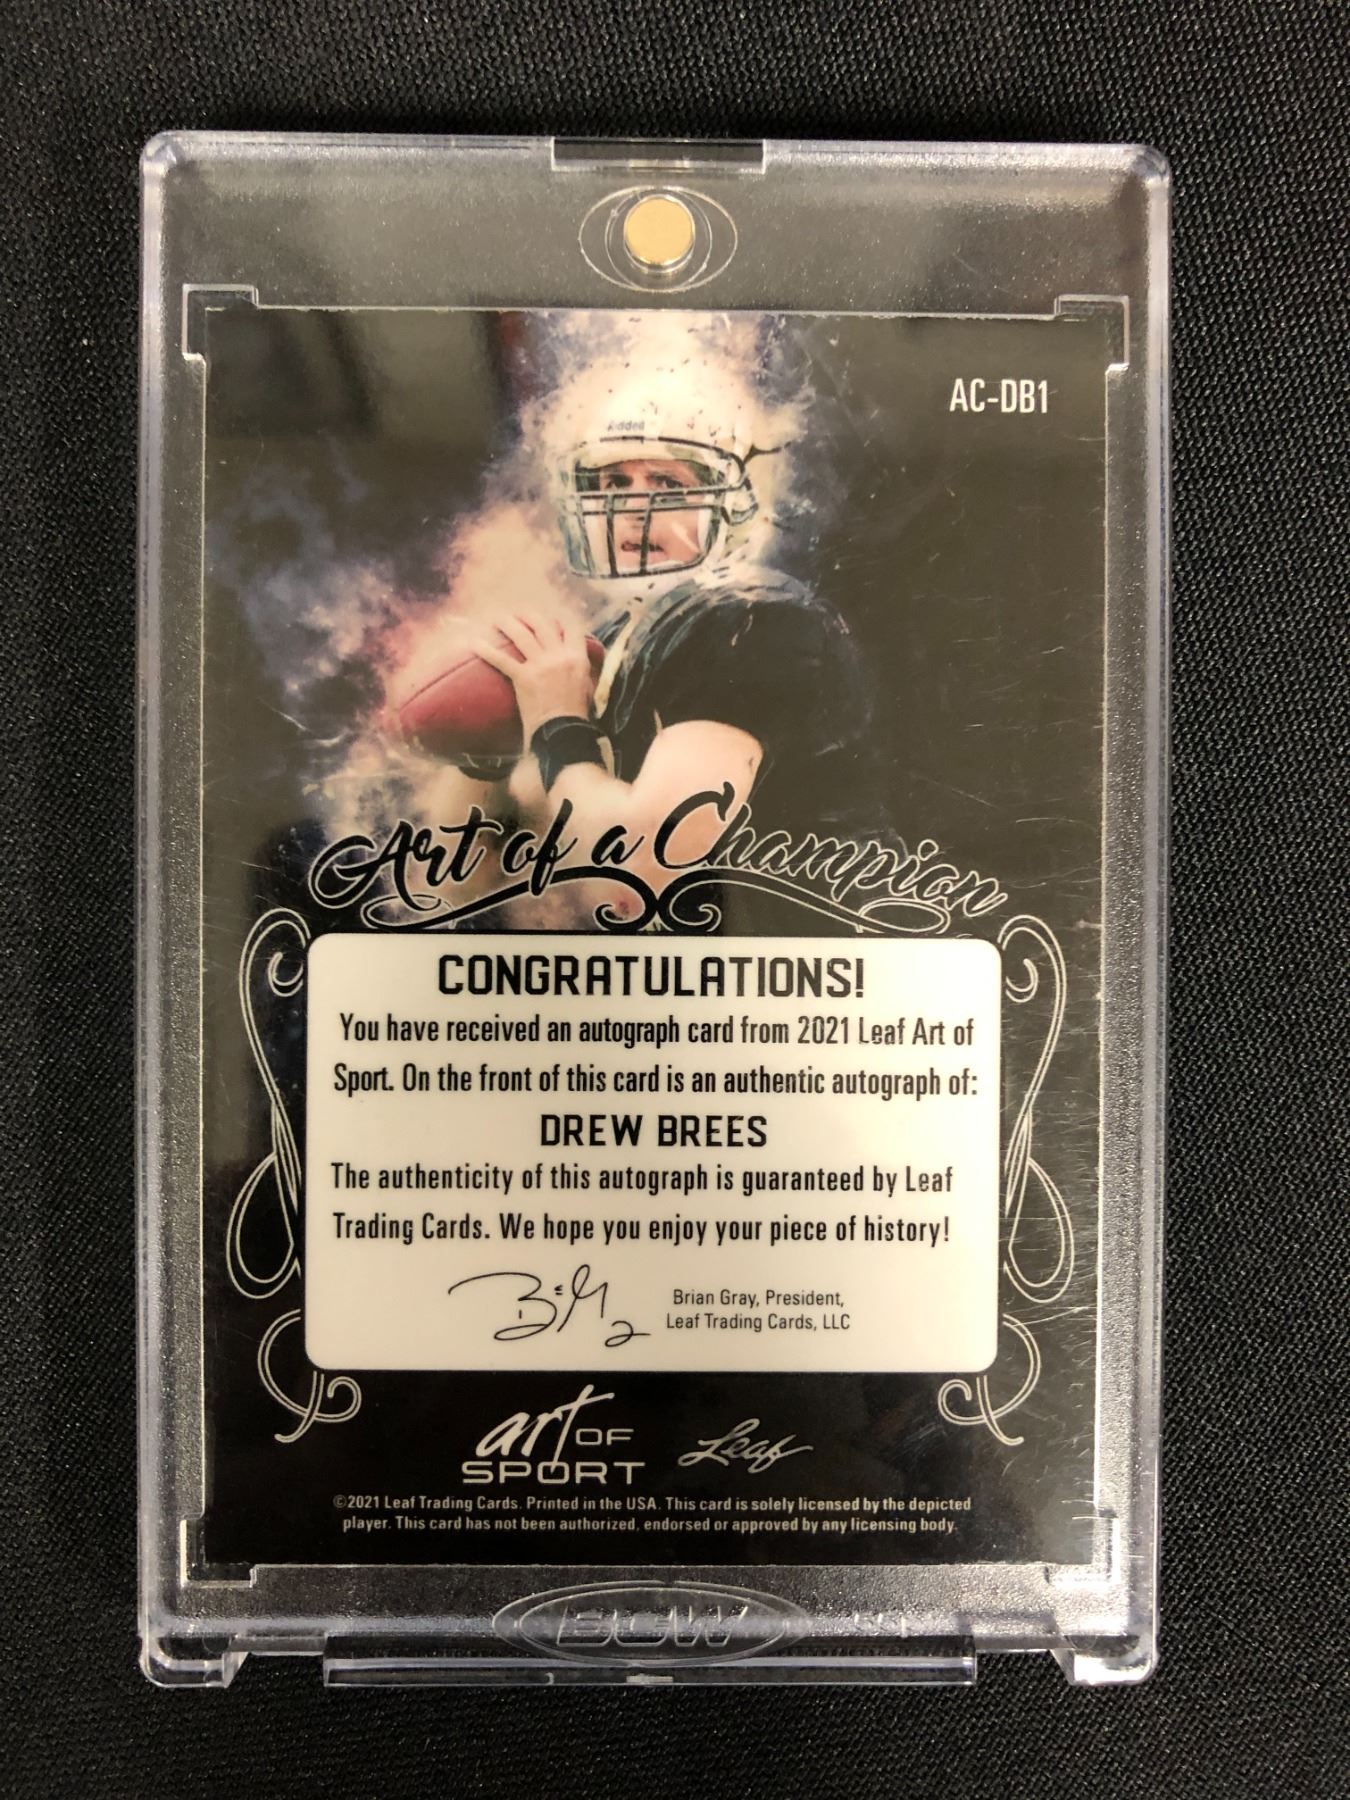 Riddell
AC-DB1
Art of a Champion
CONGRATULATIONS!
You have received an autograph card from 2021 Leaf Art of
Sport. On the front of this card is an authentic autograph of:
DREW BREES
The authenticity of this autograph is guaranteed by Leaf
Trading Cards. We hope you enjoy your piece of history!
Brian Gray, President,
Leaf Trading Cards, LLC
art OF
SPORT
Leaf
©2021 Leaf Trading Cards. Printed in the USA. This card is solely licensed by the depicted
player. This card has not been authorized, endorsed or approved by any licensing body.
BCW